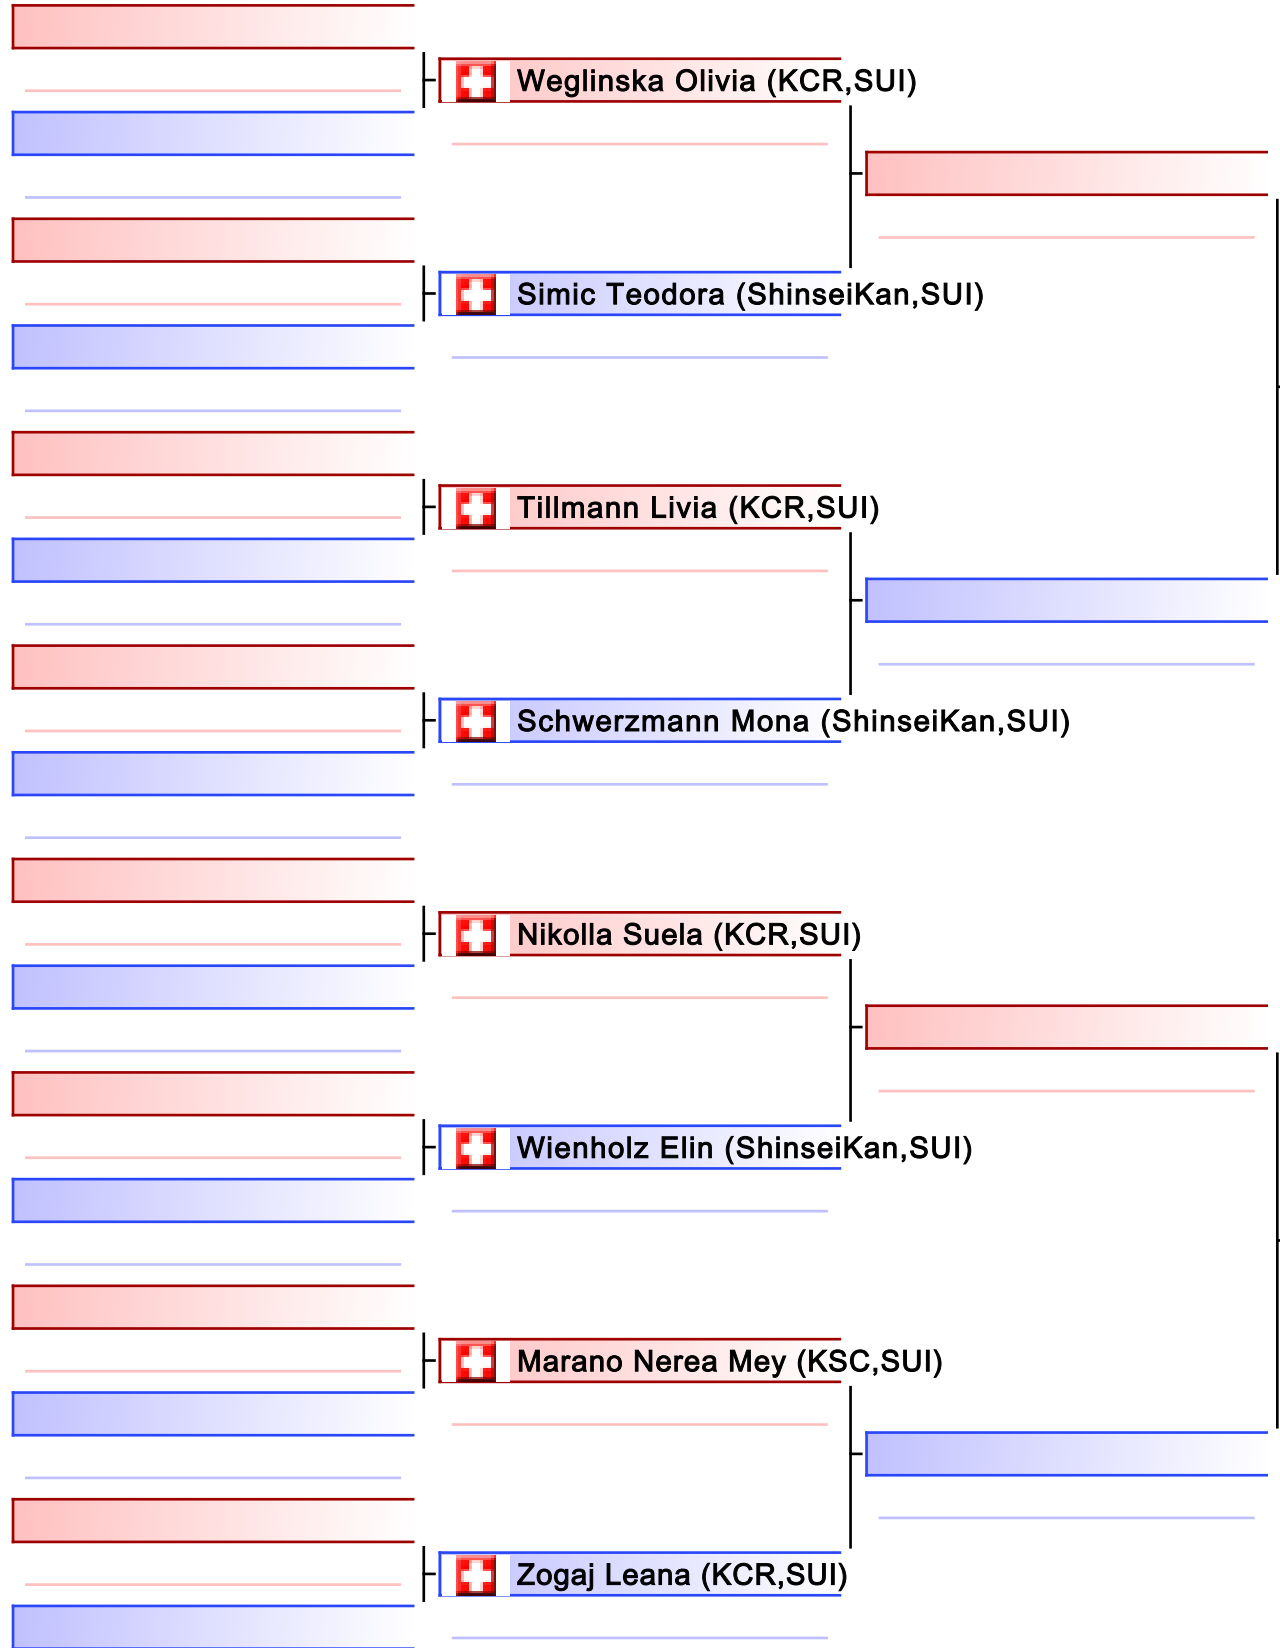 Weglinska Olivia (KCR,SUI)
Simic Teodora (ShinseiKan,SUI)
Tillmann Livia (KCR,SUI)
Schwerzmann Mona (ShinseiKan,SUI)
Nikolla Suela (KCR,SUI)
Wienholz Elin (ShinseiKan,SUI)
Marano Nerea Mey (KSC,SUI)
Zogaj Leana (KCR,SUI)